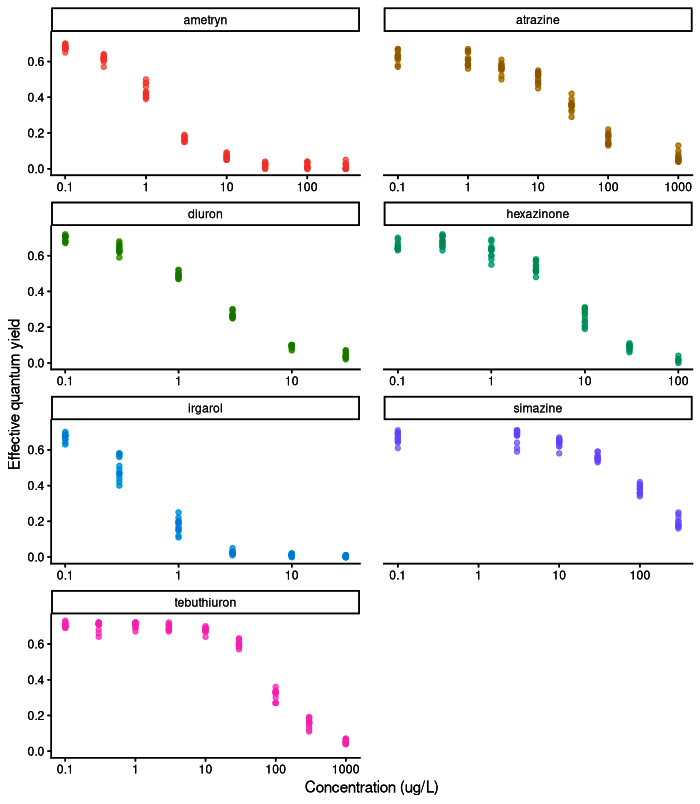 ametryn atrazine
0.6
0.4
0.2
0.0
0.1 1 10 100 0.1 1 10 100 1000
diuron hexazinone
0.6
0.4
0.2
0.0
0.1 1 10 0.1 1 10 100
Effective quantum yield
irgarol simazine
0.6
0.4
0.2
0.0
0.1 1 10 0.1 1 10 100
tebuthiuron
0.6
0.4
0.2
0.0
0.1 1 10 100 1000
Concentration (ug/L)